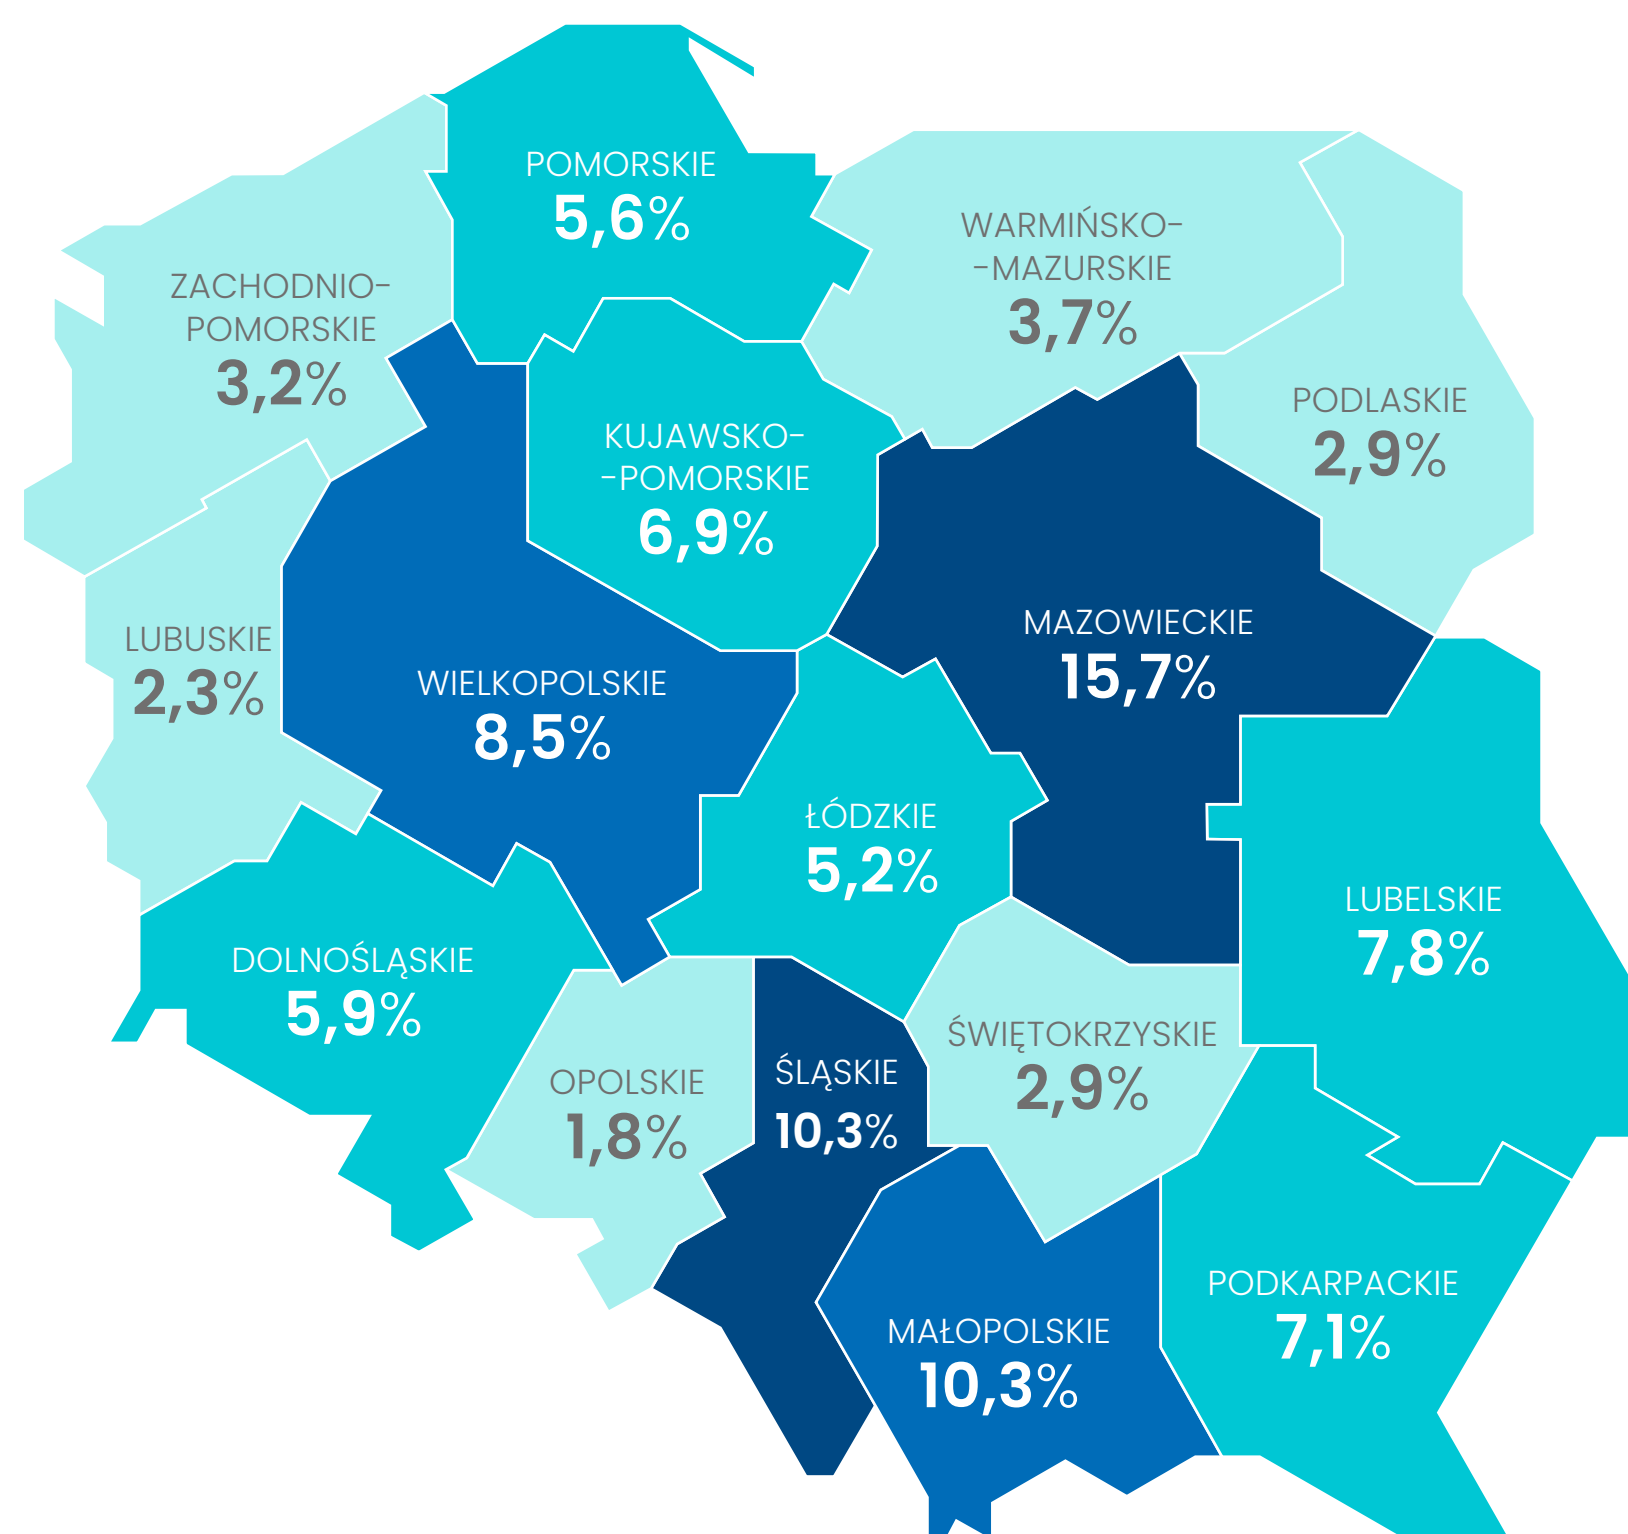 POMORSKIE
5,6%
WARMIŃSKO-
-MAZURSKIE
3,7%
ZACHODNIO-
POMORSKIE
3,2%
PODLASKIE
2,9%
KUJAWSKO-
-POMORSKIE
6,9%
LUBUSKIE
2,3%
WIELKOPOLSKIE
8,5%
MAZOWIECKIE
15,7%
ŁÓDZKIE
5,2%
LUBELSKIE
7,8%
DOLNOŚLĄSKIE
5,9%
OPOLSKIE
1,8%
ŚLĄSKIE
10,3%
ŚWIĘTOKRZYSKIE
2,9%
MAŁOPOLSKIE
10,3%
PODKARPACKIE
7,1%